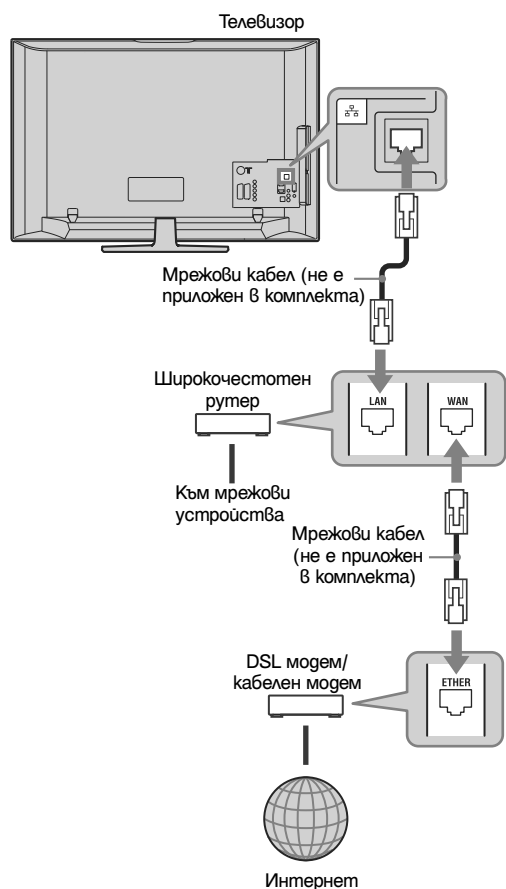 Телевизор
Мрежови кабел (не е
приложен в комплекта)
Широкочестотен
рутер
LAN
WAN
Към мрежови
устройства
Мрежови кабел
(не е приложен
в комплекта)
DSL модем/
кабелен модем
ETHER
Интернет